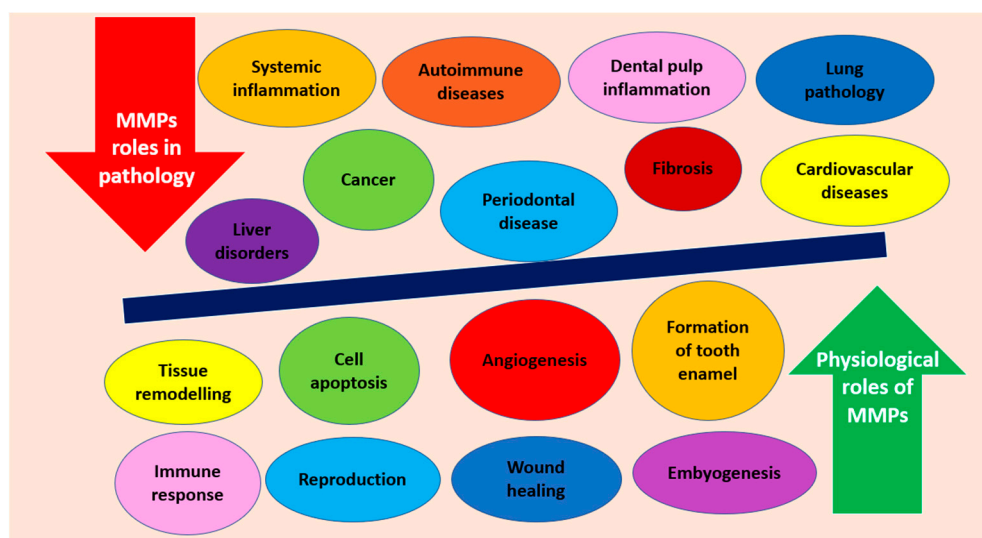 MMPs
roles in
pathology
Systemic
inflammation
Autoimmune
diseases
Dental pulp
inflammation
Lung
pathology
Cancer
Periodontal
disease
Fibrosis
Cardiovascular
diseases
Liver
disorders
Tissue
remodelling
Cell
apoptosis
Angiogenesis
Formation
of tooth
enamel
Physiological
roles of
MMPs
Immune
response
Reproduction
Wound
healing
Embyogenesis